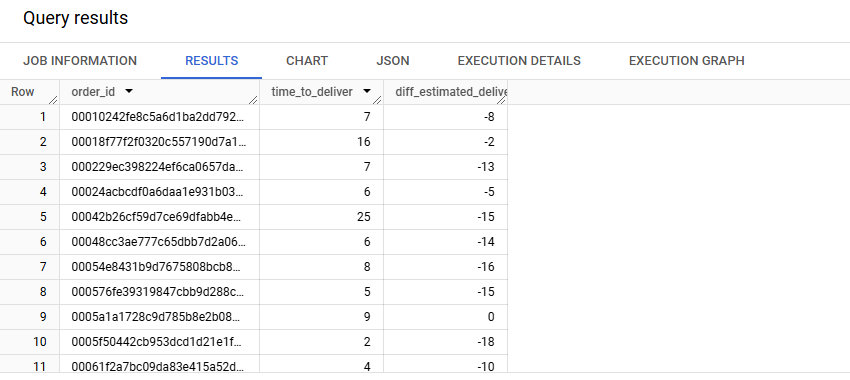 Query results
JOB INFORMATION RESULTS CHART JSON EXECUTION DETAILS EXECUTION GRAPH
Row order_id time_to_deliver diff_estimated_delive
1 00010242fe8c5a6d1ba2dd792... 7 -8
2 00018f77f2f0320c557190d7a1... 16 -2
3 000229ec398224ef6ca0657da... 7 -13
4 00024acbcdf0a6daa1e931b03... 6 -5
5 00042b26cf59d7ce69dfabb4e... 25 -15
6 00048cc3ae777c65dbb7d2a06... 6 -14
7 00054e8431b9d7675808bcb8... 8 -16
8 000576fe39319847cbb9d288c... 5 -15
9 0005a1a1728c9d785b8e2b08... 9 0
10 0005f50442cb953dcd1d21e1f... 2 -18
11 00061f2a7bc09da83e415a52d... 4 -10